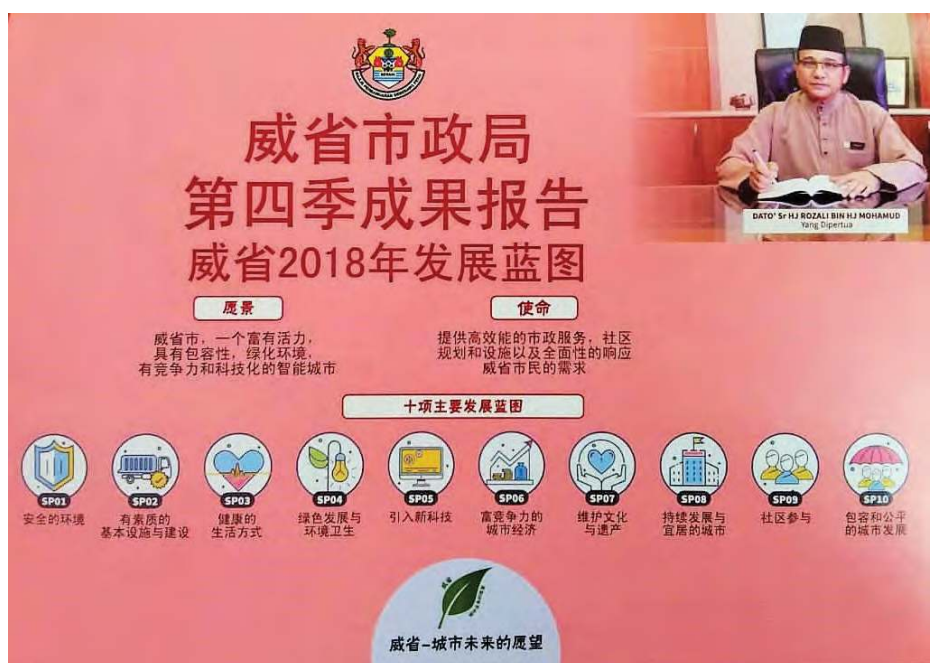 威省市政局
第四季成果报告
威省2018年发展蓝图
DATO' Sr HJ ROZALI BIN HJ MOHAMUD
Yang Dipertua
愿景
威省市，一个富有活力，
具有包容性，绿化环境，
有竞争力和科技化的智能城市
使命
提供高效能的市政服务，社区
规划和设施以及全面性的响应
威省市民的需求
十项主要发展蓝图
SP01
安全的环境
SP02
有素质的
基本设施与建设
SP03
健康的
生活方式
SP04
绿色发展与
环境卫生
SP05
引入新科技
SP06
富竞争力的
城市经济
SP07
维护文化
与遗产
SP08
持续发展与
宜居的城市
SP09
社区参与
SP10
包容和公平
的城市发展
威省-城市未来的愿望